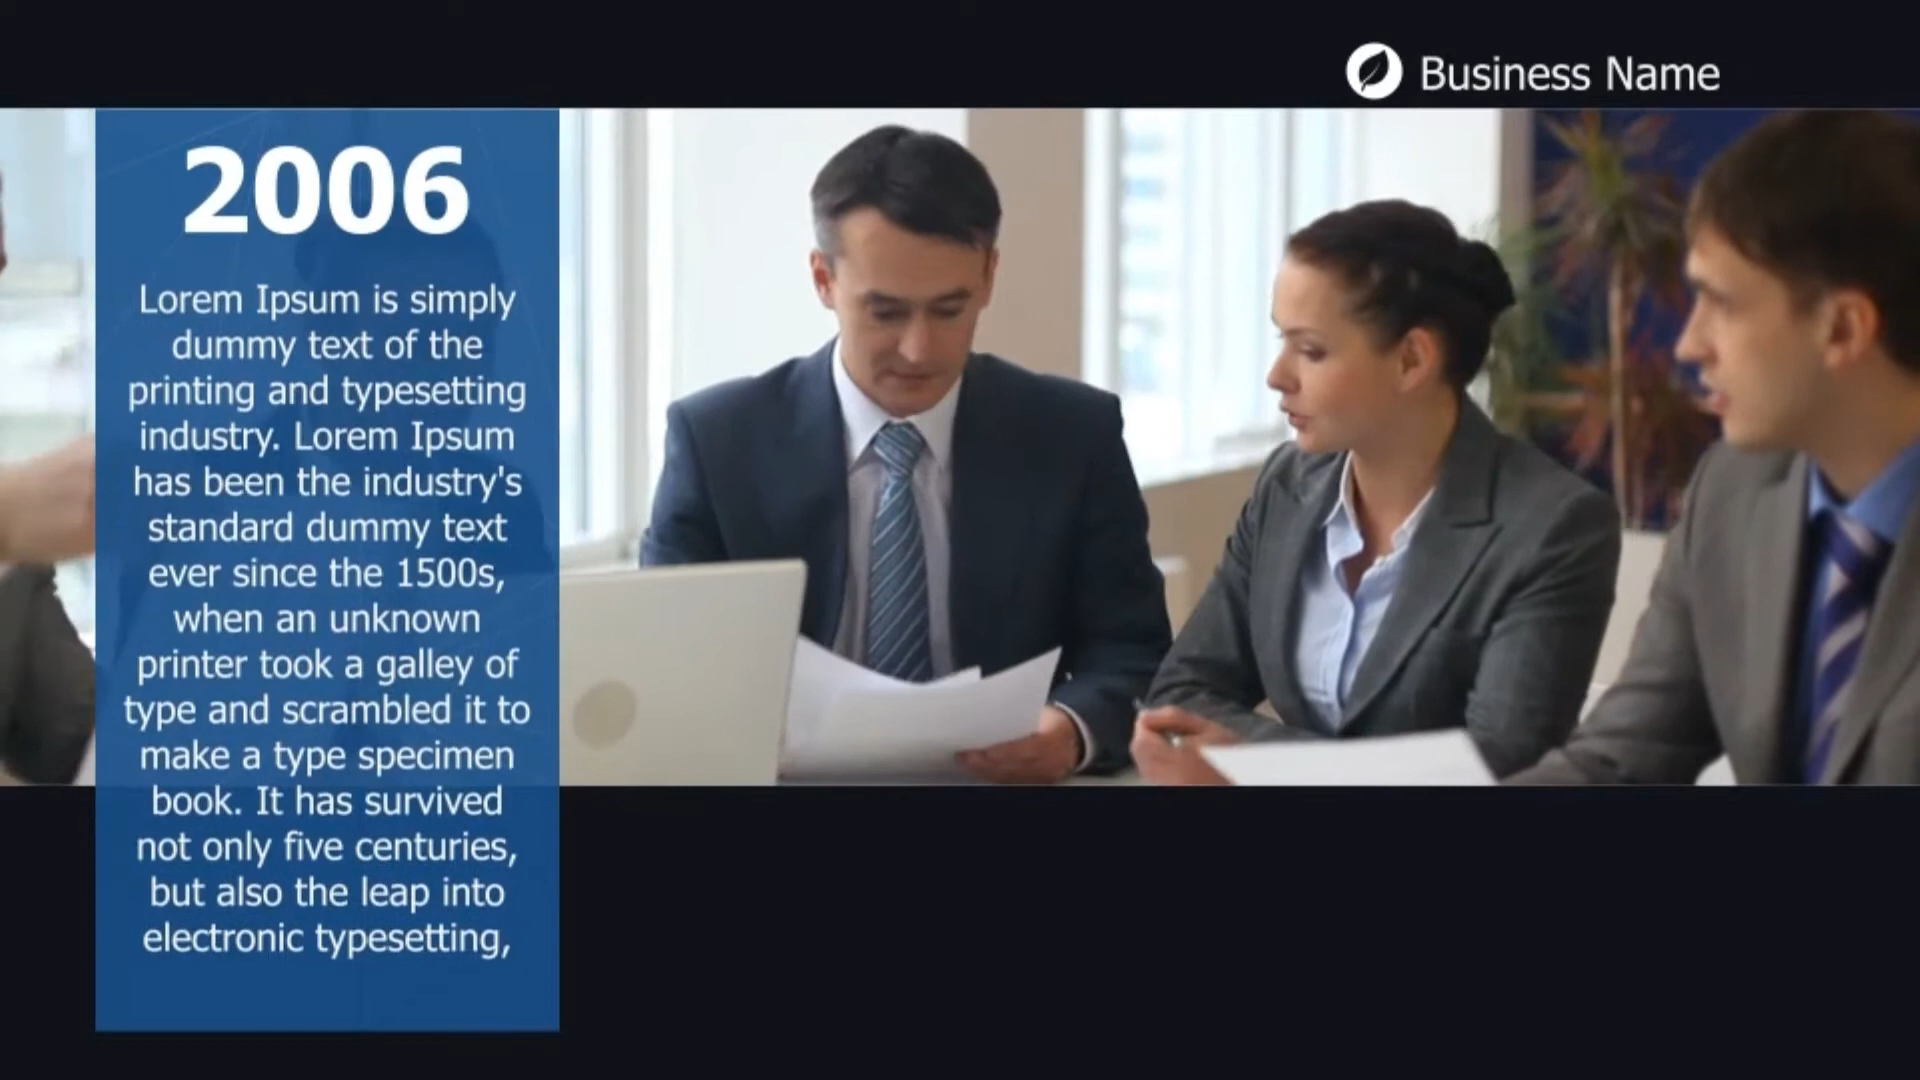 Business Name
2006
Lorem Ipsum is simply
dummy text of the
printing and typesetting
industry. Lorem Ipsum
has been the industry's
standard dummy text
ever since the 1500s,
when an unknown
printer took a galley of
type and scrambled it to
make a type specimen
book. It has survived
not only five centuries,
but also the leap into
electronic typesetting,